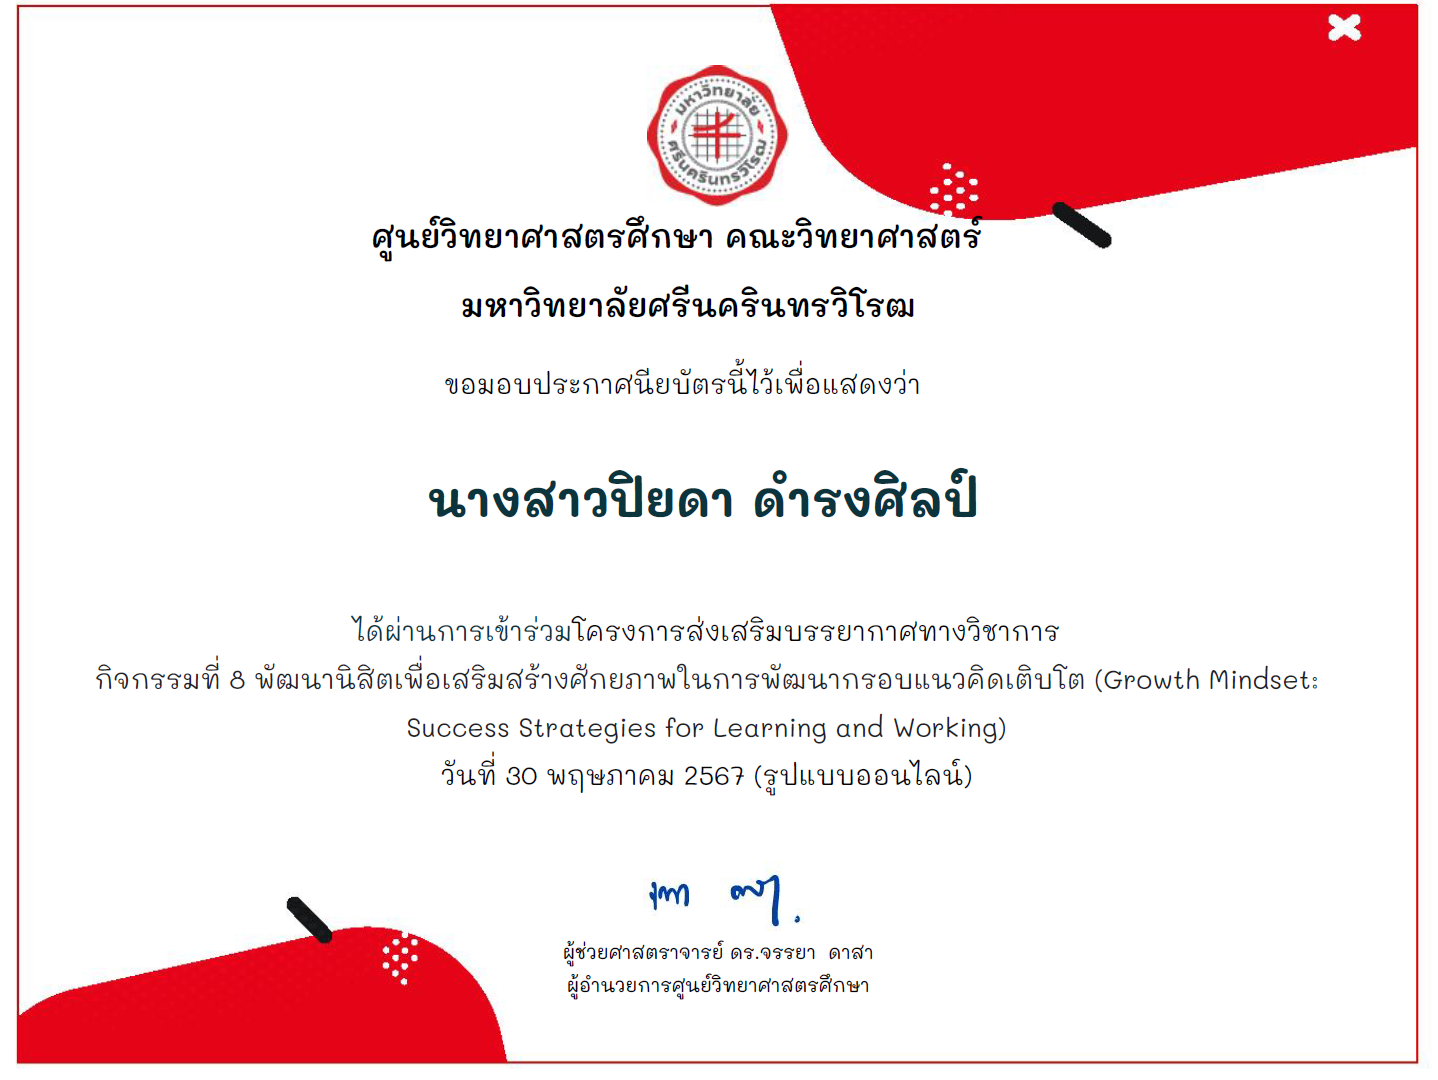 มหาวิทยาลัย
ศรีนครินทรวิโรฒ
ศูนย์วิทยาศาสตรศึกษา คณะวิทยาศาสตร์
มหาวิทยาลัยศรีนครินทรวิโรฒ
ขอมอบประกาศนียบัตรนี้ไว้เพื่อแสดงว่า
นางสาวปิยดา ดำรงศิลป์
ได้ผ่านการเข้าร่วมโครงการส่งเสริมบรรยากาศทางวิชาการ
กิจกรรมที่ 8 พัฒนานิสิตเพื่อเสริมสร้างศักยภาพในการพัฒนากรอบแนวคิดเติบโต (Growth Mindset:
Success Strategies for Learning and Working)
วันที่ 30 พฤษภาคม 2567 (รูปแบบออนไลน์)
ผู้ช่วยศาสตราจารย์ ดร.จรรยา ดาสา
ผู้อำนวยการศูนย์วิทยาศาสตรศึกษา